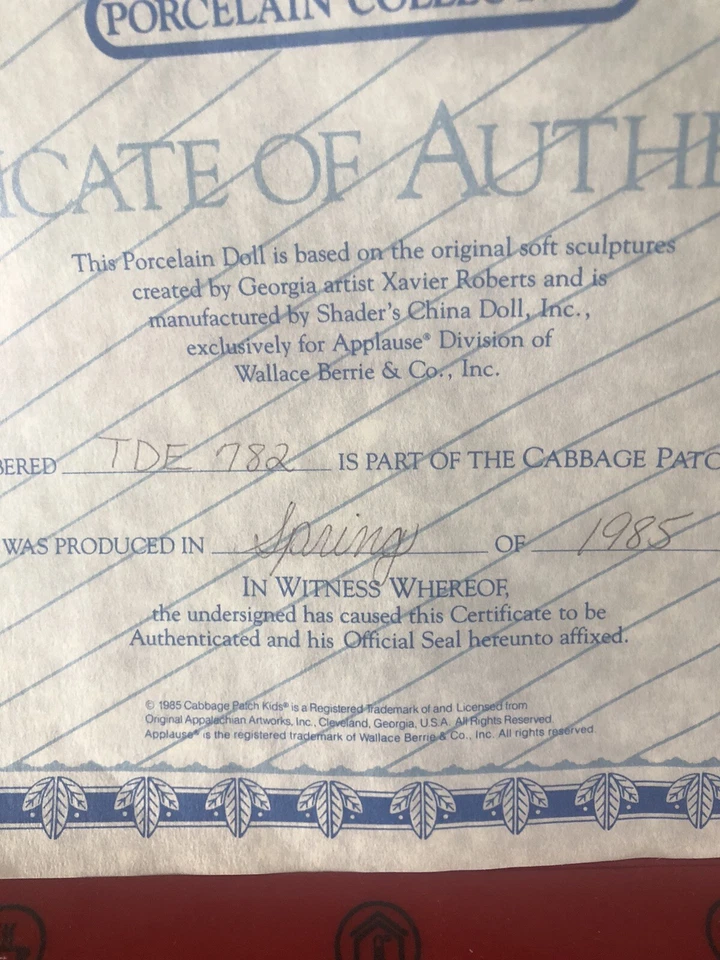 PORCELAIN
ICATE OF AUTHE
This Porcelain Doll is based on the original soft sculptures
created by Georgia artist Xavier Roberts and is
manufactured by Shader's China Doll, Inc.,
exclusively for Applause® Division of
Wallace Berrie & Co., Inc.
BERED TDE 782 IS PART OF THE CABBAGE PATC
WAS PRODUCED IN Spring OF 1985
IN WITNESS WHEREOF,
the undersigned has caused this Certificate to be
Authenticated and his Official Seal hereunto affixed.
© 1985 Cabbage Patch Kids® is a Registered Trademark of and Licensed from
Original Appalachian Artworks, Inc., Cleveland, Georgia, U.S.A. All Rights Reserved.
Applause® is the registered trademark of Wallace Berrie & Co., Inc. All rights reserved.